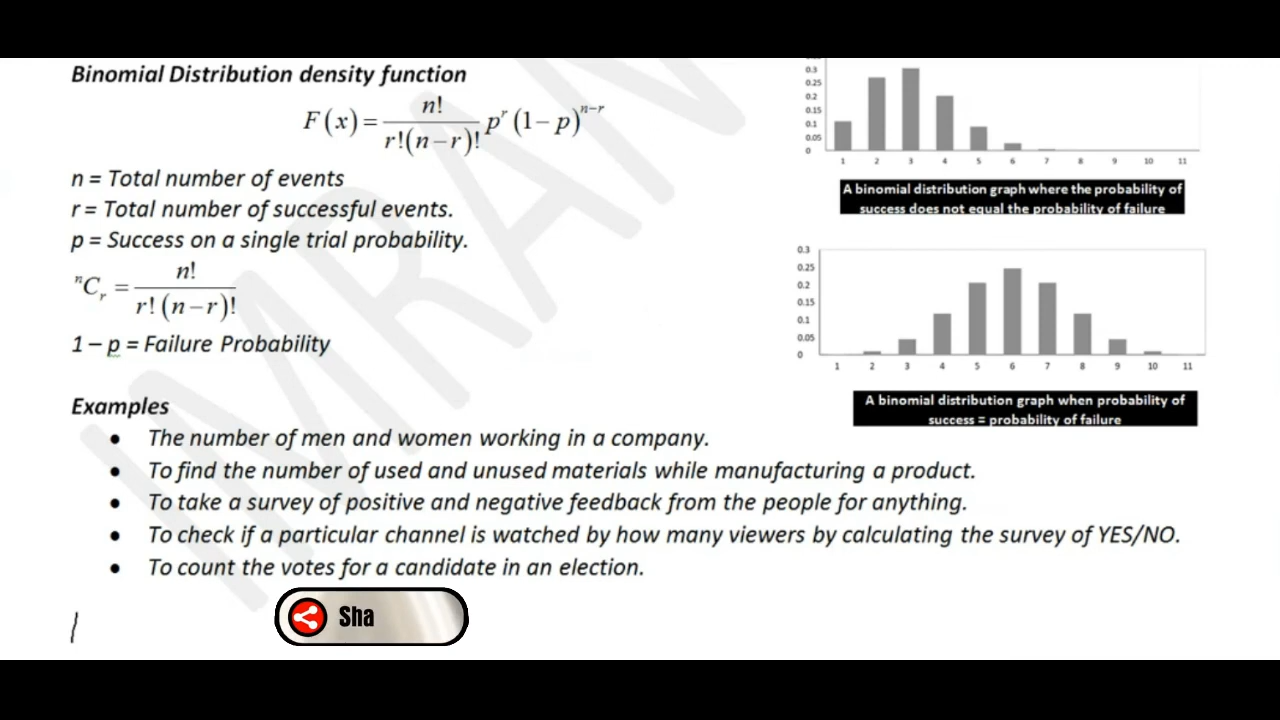 Binomial Distribution density function
F(x) = n! / r!(n−r)! p^r (1−p)^(n−r)
n = Total number of events
r = Total number of successful events.
p = Success on a single trial probability.
ⁿCᵣ = n! / r! (n−r)!
1 – p = Failure Probability
Examples
• The number of men and women working in a company.
• To find the number of used and unused materials while manufacturing a product.
• To take a survey of positive and negative feedback from the people for anything.
• To check if a particular channel is watched by how many viewers by calculating the survey of YES/NO.
• To count the votes for a candidate in an election.
Sha
0.3
0.25
0.2
0.15
0.1
0.05
0
1 2 3 4 5 6 7 8 9 10 11
A binomial distribution graph where the probability of
success does not equal the probability of failure
0.3
0.25
0.2
0.15
0.1
0.05
0
1 2 3 4 5 6 7 8 9 10 11
A binomial distribution graph when probability of
success = probability of failure
IMRAN